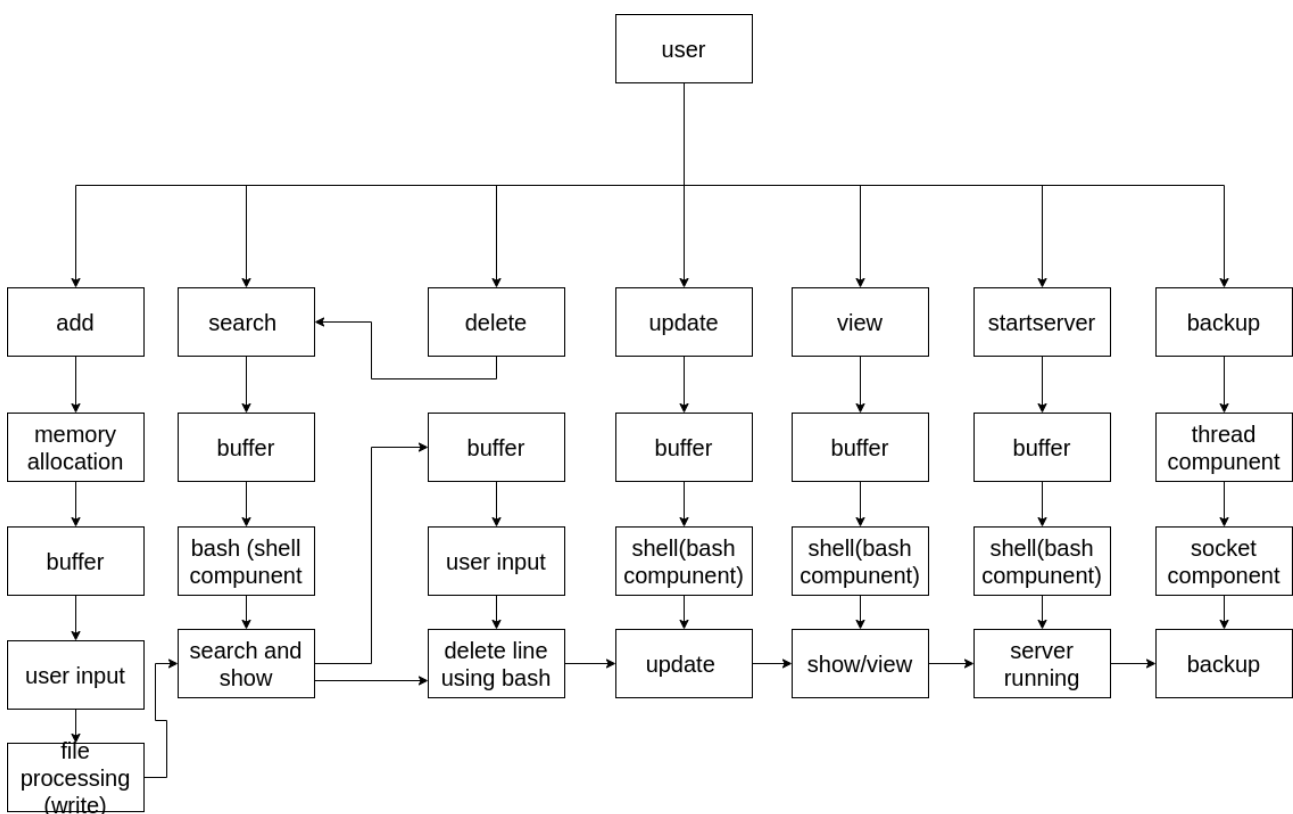 user
add
search
delete
update
view
startserver
backup
memory
allocation
buffer
buffer
buffer
buffer
buffer
thread
compunent
buffer
bash (shell
compunent
user input
shell(bash
compunent)
shell(bash
compunent)
shell(bash
compunent)
socket
component
user input
search and
show
delete line
using bash
update
show/view
server
running
backup
file
processing
(write)